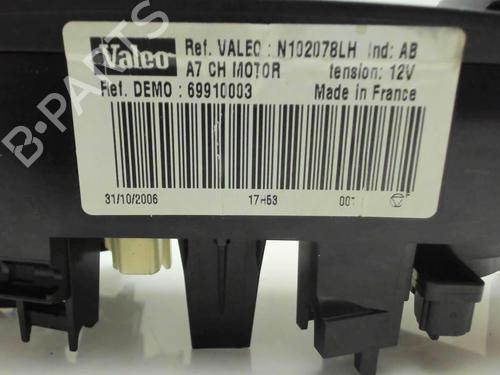 Valeo
Ref. VALEO : N102078LH Ind: AB
A7 CH MOTOR tension: 12V
Ref. DEMO : 69910003 Made in France
31/10/2006 17H53 001
B-PARTS